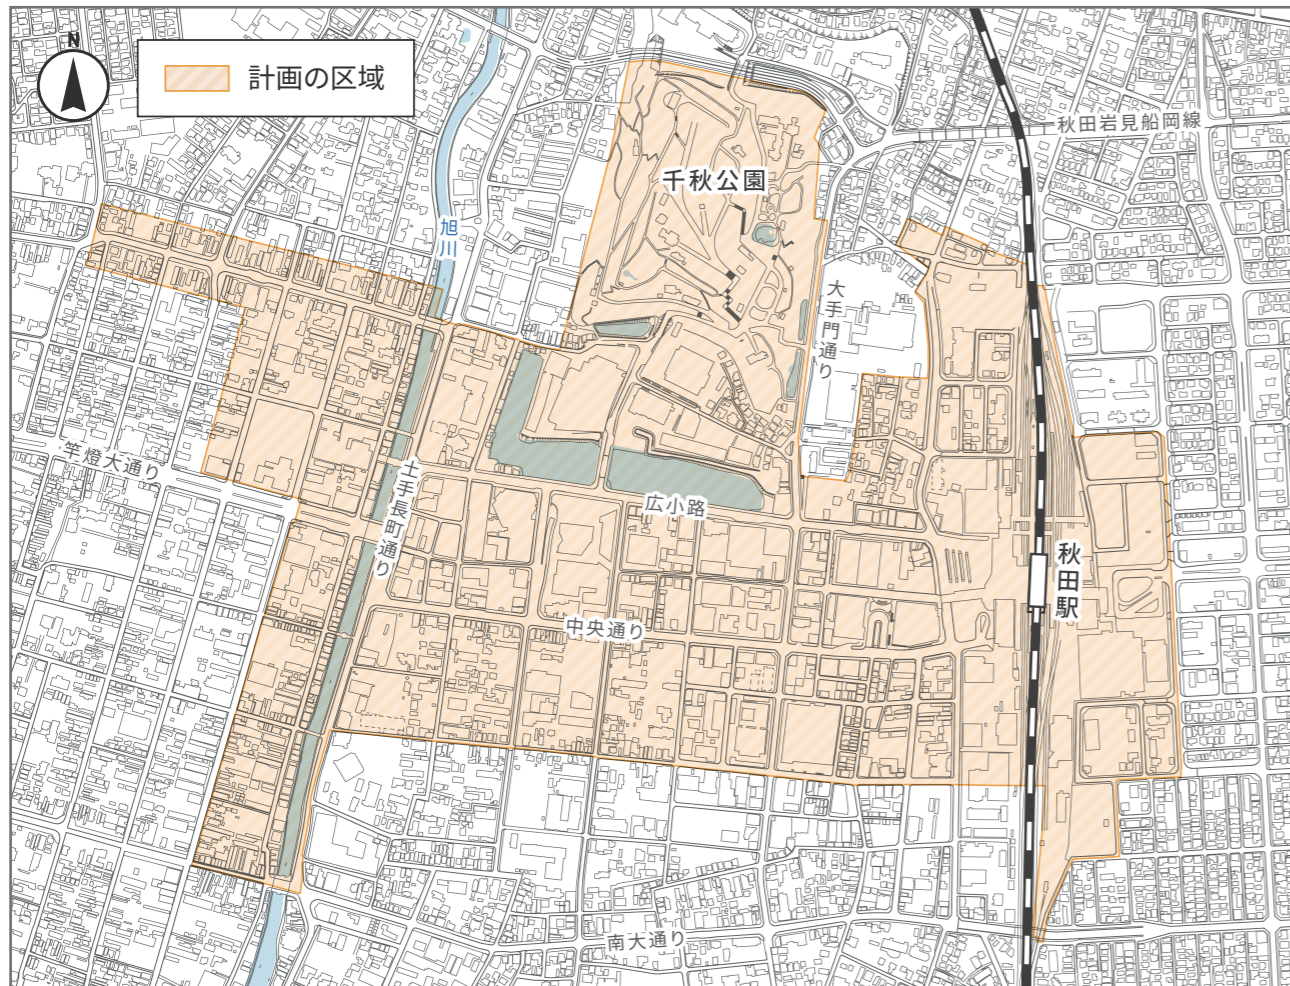 N
計画の区域
秋田岩見船岡線
千秋公園
旭川
大手門通り
竿燈大通り
土手長町通り
広小路
秋田駅
中央通り
南大通り